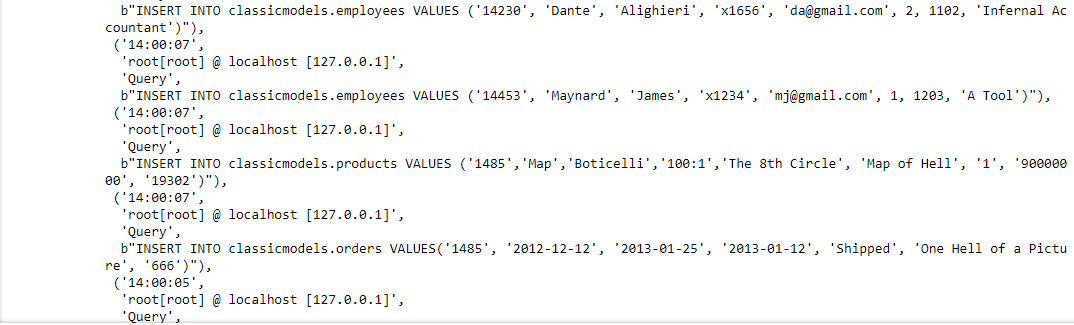 b"INSERT INTO classicmodels.employees VALUES ('14230', 'Dante', 'Alighieri', 'x1656', 'da@gmail.com', 2, 1102, 'Infernal Ac
countant')"),
('14:00:07',
'root[root] @ localhost [127.0.0.1]',
'Query',
b"INSERT INTO classicmodels.employees VALUES ('14453', 'Maynard', 'James', 'x1234', 'mj@gmail.com', 1, 1203, 'A Tool')"),
('14:00:07',
'root[root] @ localhost [127.0.0.1]',
'Query',
b"INSERT INTO classicmodels.products VALUES ('1485','Map','Boticelli','100:1','The 8th Circle', 'Map of Hell', '1', '900000
00', '19302')"),
('14:00:07',
'root[root] @ localhost [127.0.0.1]',
'Query',
b"INSERT INTO classicmodels.orders VALUES('1485', '2012-12-12', '2013-01-25', '2013-01-12', 'Shipped', 'One Hell of a Pictu
re', '666')"),
('14:00:05',
'root[root] @ localhost [127.0.0.1]',
'Query',